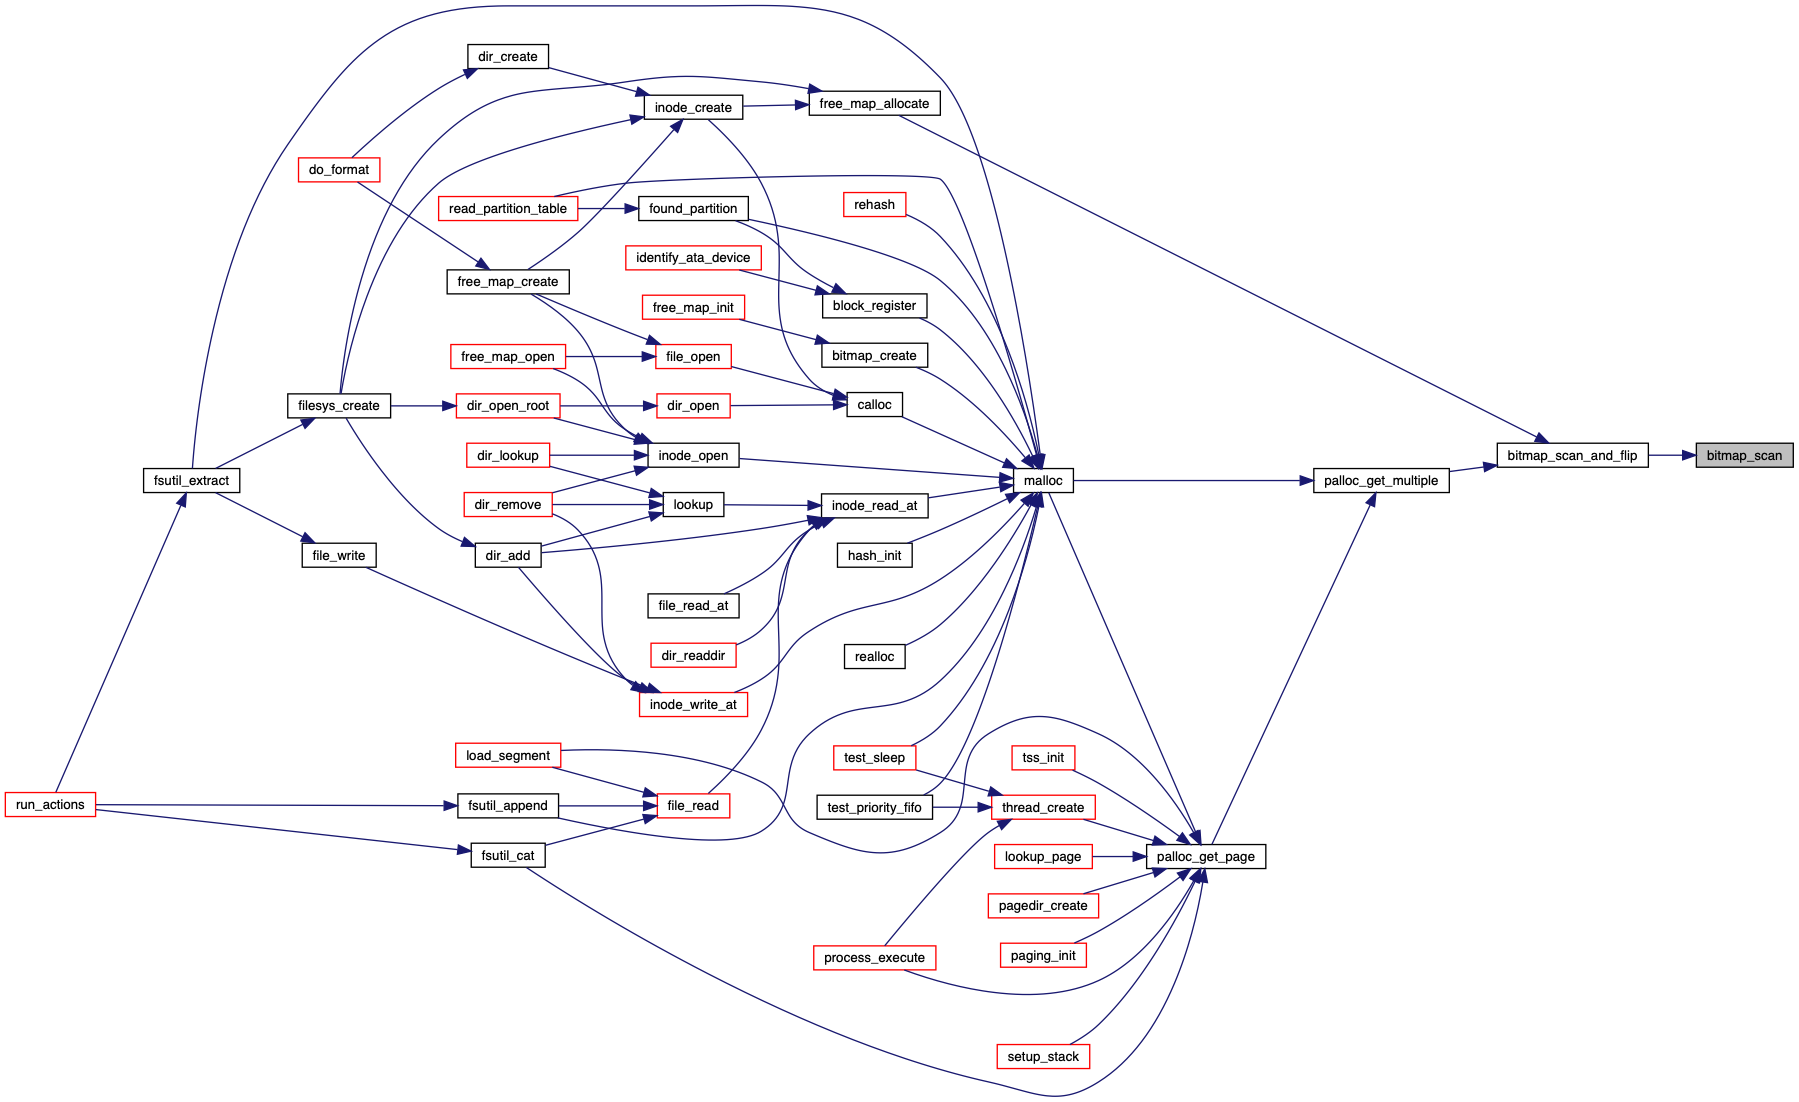 dir_create
inode_create
free_map_allocate
do_format
read_partition_table
found_partition
rehash
identify_ata_device
free_map_create
free_map_init
block_register
free_map_open
file_open
bitmap_create
filesys_create
dir_open_root
dir_open
calloc
dir_lookup
inode_open
bitmap_scan_and_flip
bitmap_scan
fsutil_extract
malloc
palloc_get_multiple
dir_remove
lookup
inode_read_at
file_write
dir_add
hash_init
file_read_at
dir_readdir
realloc
inode_write_at
load_segment
test_sleep
tss_init
run_actions
fsutil_append
file_read
test_priority_fifo
thread_create
fsutil_cat
lookup_page
palloc_get_page
pagedir_create
process_execute
paging_init
setup_stack